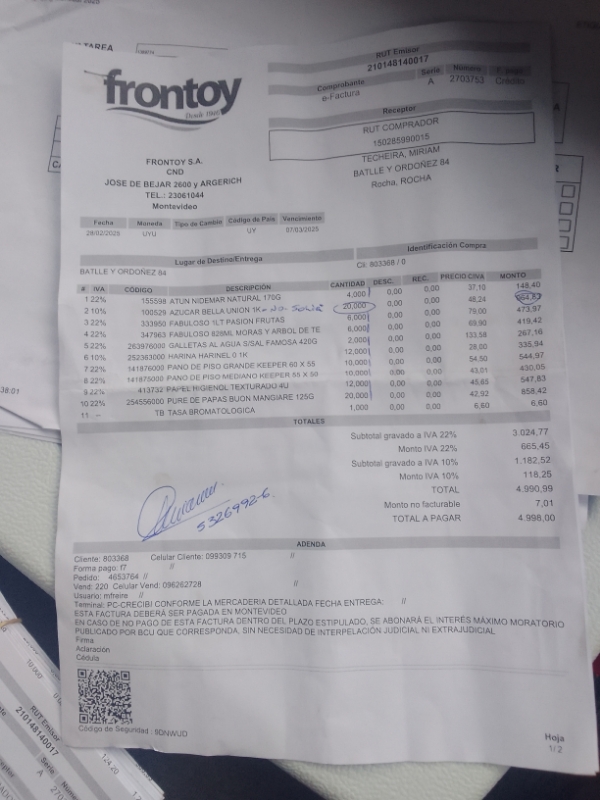 TAREA
frontoy
Desde 1980
FRONTOY S.A.
CND
JOSE DE BEJAR 2600 y ARGERICH
TEL.: 23061044
Montevideo
RUT Emisor
210148140017
Comprobante Serie Número F. pago
e-Factura A 2703753 Crédito
Receptor
RUT COMPRADOR
150285990015
TECHEIRA, MIRIAM
BATLLE Y ORDOÑEZ 84
Rocha, ROCHA
Fecha Moneda Tipo de Cambio Código de País Vencimiento
28/02/2025 UYU UY 07/03/2025
Lugar de Destino/Entrega Identificación Compra
BATLLE Y ORDOÑEZ 84 Cli: 803368 / 0
# IVA CÓDIGO DESCRIPCIÓN CANTIDAD DESC. REC. PRECIO C/IVA MONTO
1 22% 155598 ATUN NIDEMAR NATURAL 170G 4,000 0,00 0,00 37,10 148,40
2 10% 100529 AZUCAR BELLA UNION 1K 20,000 0,00 0,00 48,24 964,83
3 22% 333950 FABULOSO 1LT PASION FRUTAS 6,000 0,00 0,00 79,00 473,97
4 22% 347963 FABULOSO 828ML MORAS Y ARBOL DE TE 6,000 0,00 0,00 69,90 419,42
5 22% 263976000 GALLETAS AL AGUA S/SAL FAMOSA 420G 2,000 0,00 0,00 133,58 267,16
6 10% 252363000 HARINA HARINEL 0 1K 12,000 0,00 0,00 28,00 335,94
7 22% 141976000 PANO DE PISO GRANDE KEEPER 60 X 55 10,000 0,00 0,00 54,50 544,97
8 22% 141975000 PANO DE PISO MEDIANO KEEPER 55 X 50 10,000 0,00 0,00 43,01 430,05
9 22% 413732 PAPEL HIGIENOL TEXTURADO 4U 12,000 0,00 0,00 45,65 547,83
10 22% 254556000 PURE DE PAPAS BUON MANGIARE 125G 20,000 0,00 0,00 42,92 858,42
11 .- TB TASA BROMATOLOGICA 1,000 0,00 0,00 6,60 6,60
TOTALES
Subtotal gravado a IVA 22% 3.024,77
Monto IVA 22% 665,45
Subtotal gravado a IVA 10% 1.182,52
Monto IVA 10% 118,25
TOTAL 4.990,99
Monto no facturable 7,01
TOTAL A PAGAR 4.998,00
5326992-6
ADENDA
Cliente: 803368 Celular Cliente: 099309 715 //
Forma pago: f7 //
Pedido: 4653764 //
Vend: 220 Celular Vend: 096262728 //
Usuario: mfreire //
Terminal: PC-CRECIBI CONFORME LA MERCADERIA DETALLADA FECHA ENTREGA: //
ESTA FACTURA DEBERÁ SER PAGADA EN MONTEVIDEO
EN CASO DE NO PAGO DE ESTA FACTURA DENTRO DEL PLAZO ESTIPULADO, SE ABONARÁ EL INTERÉS MÁXIMO MORATORIO
PUBLICADO POR BCU QUE CORRESPONDA, SIN NECESIDAD DE INTERPELACIÓN JUDICIAL NI EXTRAJUDICIAL
Firma:
Aclaración
Cédula
Código de Seguridad : 9DNWUD
Hoja
1/2
RUT Emisor
210148140017
Serie
A
124,20
38:01